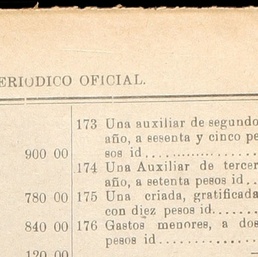 ERIODICO OFICIAL.
173 Una auxiliar de segundo
año, a sesenta y cinco pe
900 00 sos id..................
174 Una Auxiliar de tercer
año, a setenta pesos id...
780 00 175 Una criada, gratificada
con diez pesos id.......
840 00 176 Gastos menores, a dos
pesos id................
120 00